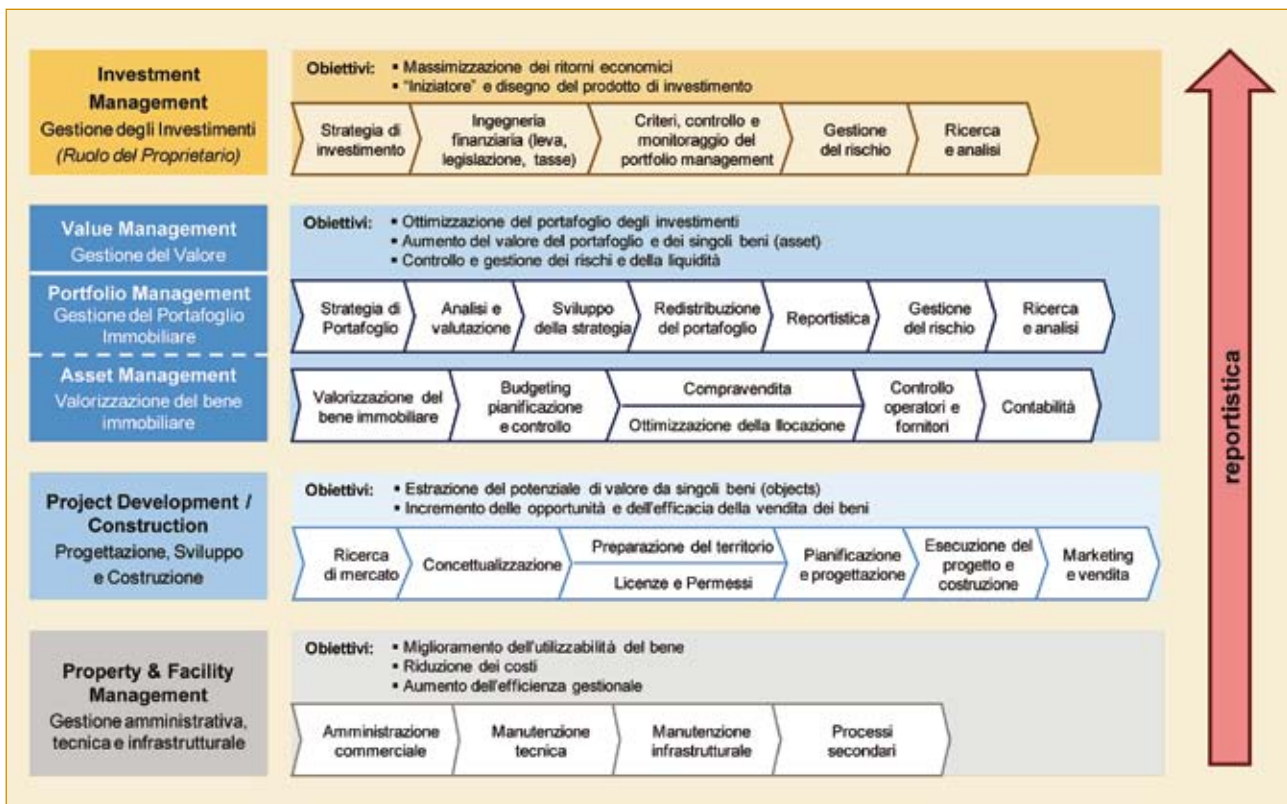 Investment
Management
Gestione degli Investimenti
(Ruolo del Proprietario)
Obiettivi: ▪ Massimizzazione dei ritorni economici
▪ "Iniziatore" e disegno del prodotto di investimento
Strategia di
investimento
Ingegneria
finanziaria (leva,
legislazione, tasse)
Criteri, controllo e
monitoraggio del
portfolio management
Gestione
del rischio
Ricerca
e analisi
Value Management
Gestione del Valore
Obiettivi: ▪ Ottimizzazione del portafoglio degli investimenti
▪ Aumento del valore del portafoglio e dei singoli beni (asset)
▪ Controllo e gestione dei rischi e della liquidità
Portfolio Management
Gestione del Portafoglio
Immobiliare
Strategia di
Portafoglio
Analisi e
valutazione
Sviluppo
della strategia
Redistribuzione
del portafoglio
Reportistica
Gestione
del rischio
Ricerca
e analisi
Asset Management
Valorizzazione del bene
immobiliare
Valorizzazione del
bene immobiliare
Budgeting
pianificazione
e controllo
Compravendita
Ottimizzazione della llocazione
Controllo
operatori e
fornitori
Contabilità
Project Development /
Construction
Progettazione, Sviluppo
e Costruzione
Obiettivi: ▪ Estrazione del potenziale di valore da singoli beni (objects)
▪ Incremento delle opportunità e dell'efficacia della vendita dei beni
Ricerca
di mercato
Concettualizzazione
Preparazione del territorio
Licenze e Permessi
Pianificazione
e progettazione
Esecuzione del
progetto e
costruzione
Marketing
e vendita
Property & Facility
Management
Gestione amministrativa,
tecnica e infrastrutturale
Obiettivi: ▪ Miglioramento dell'utilizzabilità del bene
▪ Riduzione dei costi
▪ Aumento dell'efficienza gestionale
Amministrazione
commerciale
Manutenzione
tecnica
Manutenzione
infrastrutturale
Processi
secondari
reportistica